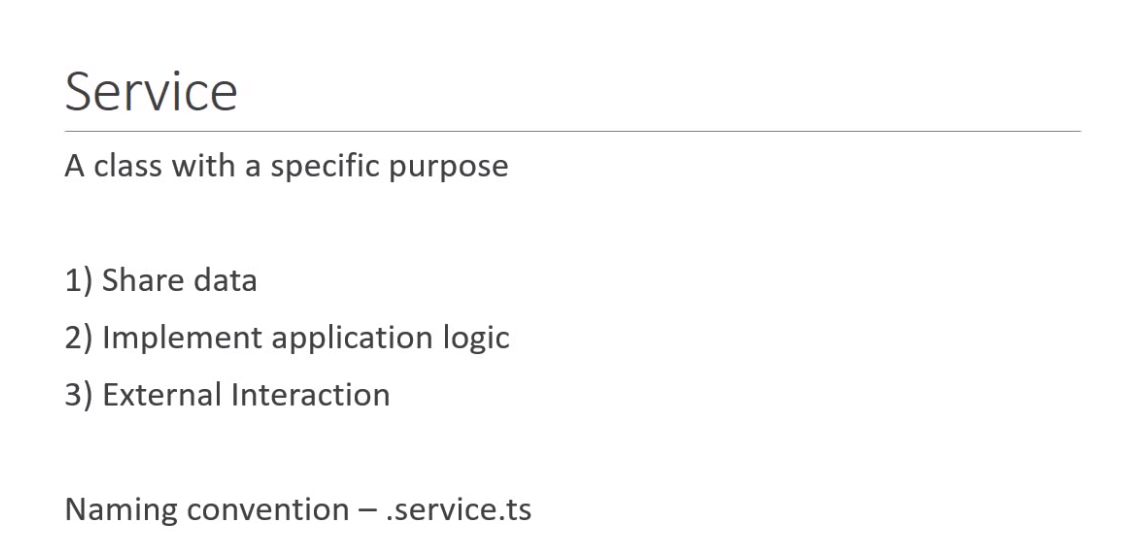 Service
A class with a specific purpose
1) Share data
2) Implement application logic
3) External Interaction
Naming convention – .service.ts